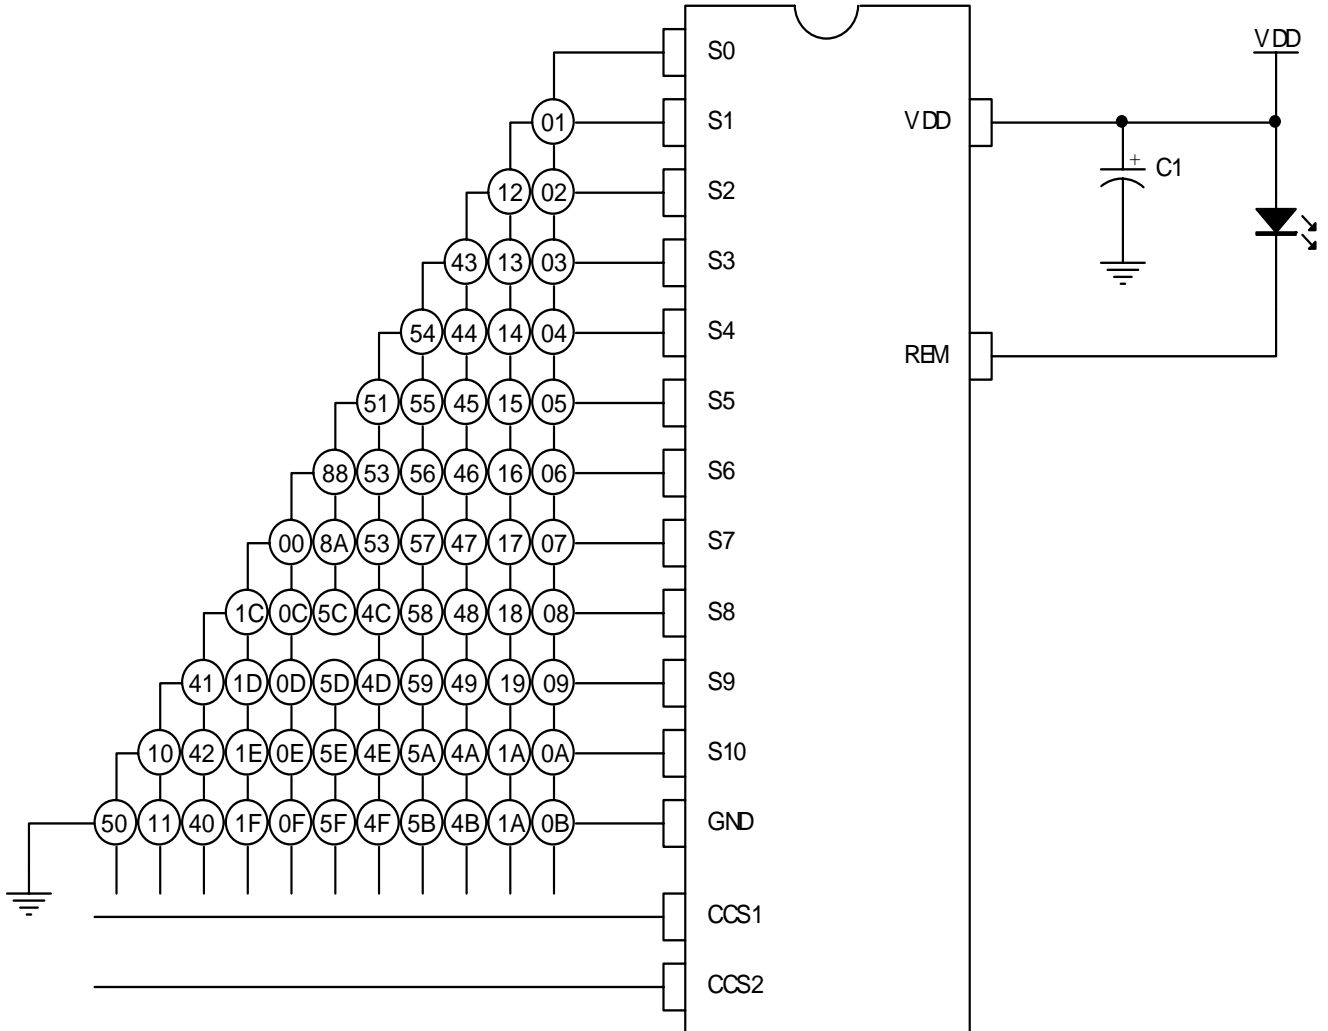 VDD
S0
01 S1 VDD
12 02 S2 + C1
43 13 03 S3
54 44 14 04 S4 REM
51 55 45 15 05 S5
88 53 56 46 16 06 S6
00 8A 53 57 47 17 07 S7
1C 0C 5C 4C 58 48 18 08 S8
41 1D 0D 5D 4D 59 49 19 09 S9
10 42 1E 0E 5E 4E 5A 4A 1A 0A S10
50 11 40 1F 0F 5F 4F 5B 4B 1A 0B GND
CCS1
CCS2